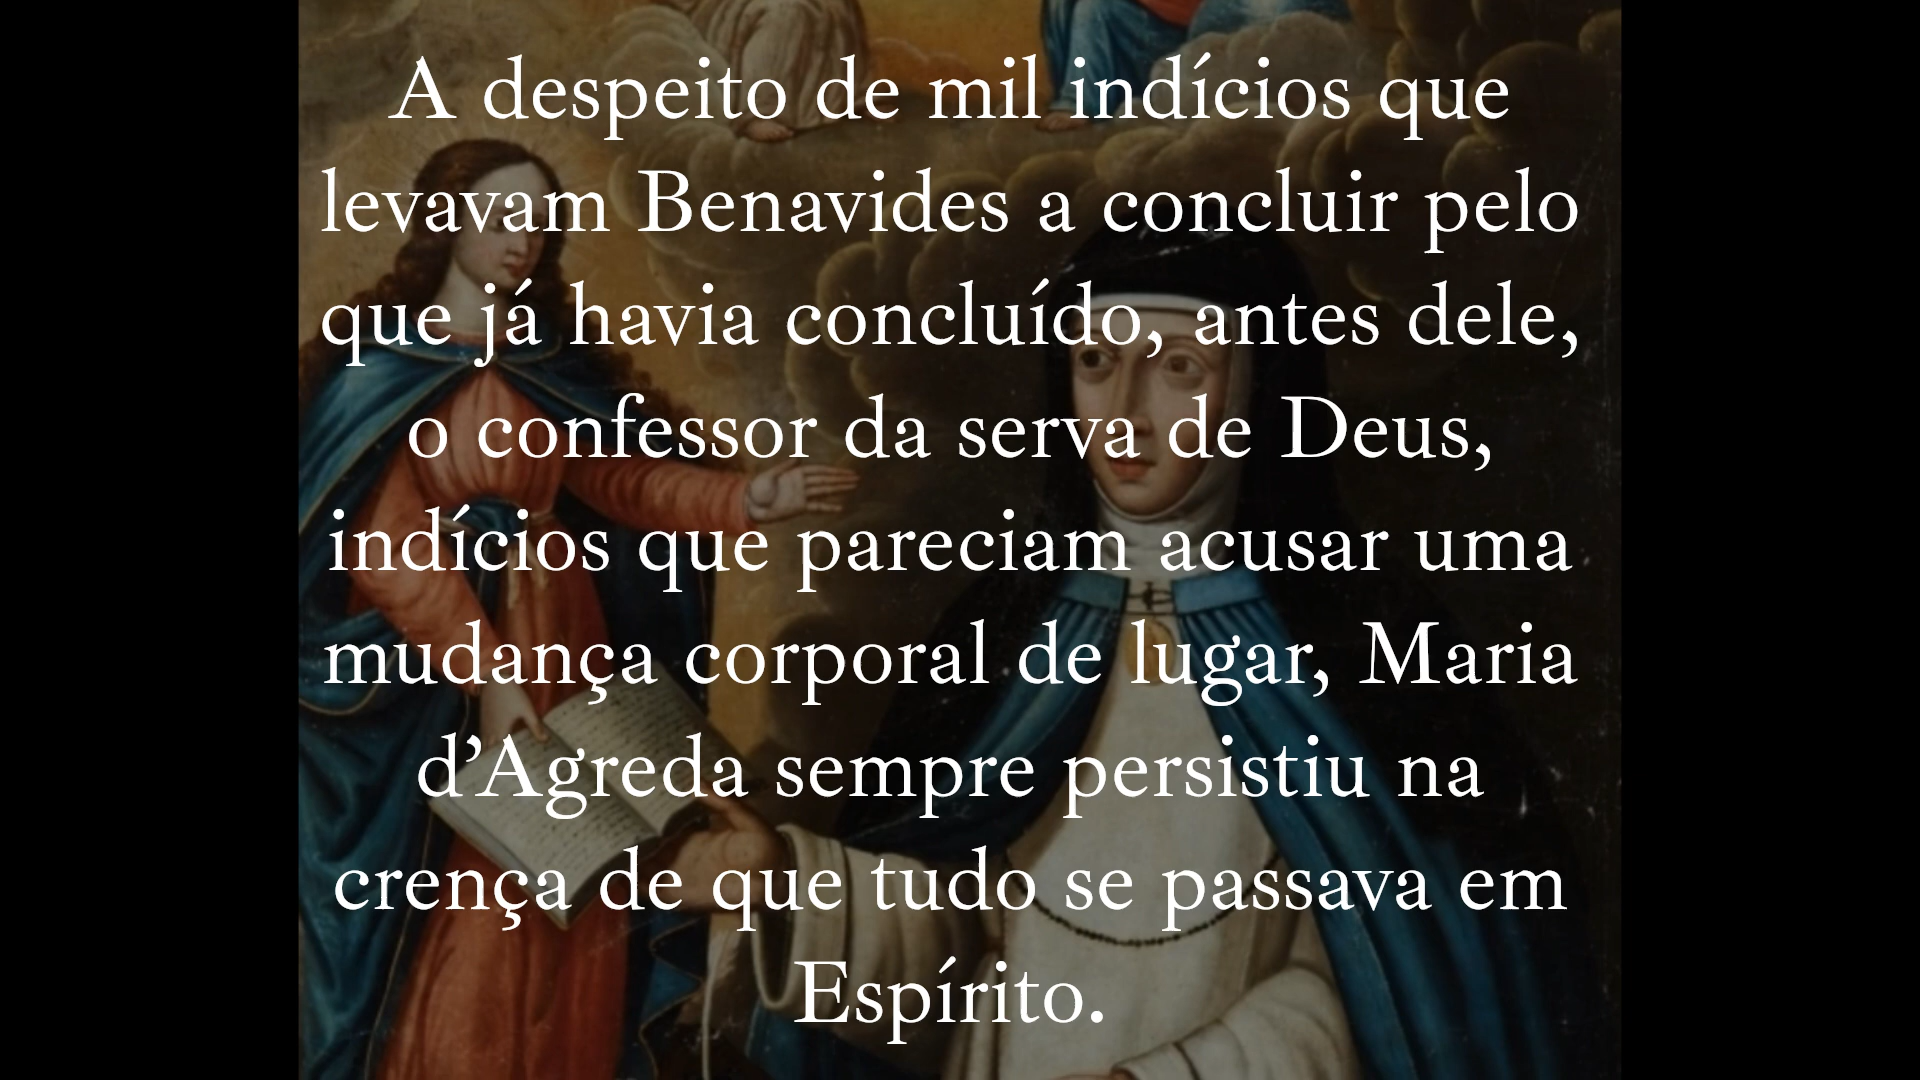 A despeito de mil indícios que
levavam Benavides a concluir pelo
que já havia concluído, antes dele,
o confessor da serva de Deus,
indícios que pareciam acusar uma
mudança corporal de lugar, Maria
d’Agreda sempre persistiu na
crença de que tudo se passava em
Espírito.